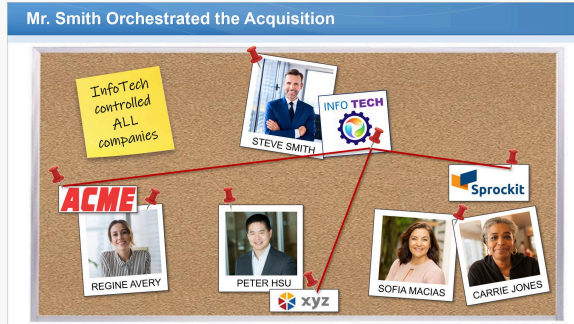 Mr. Smith Orchestrated the Acquisition
InfoTech
controlled
ALL
companies
INFO TECH
STEVE SMITH
ACME
Sprockit
REGINE AVERY
PETER HSU
xyz
SOFIA MACIAS
CARRIE JONES